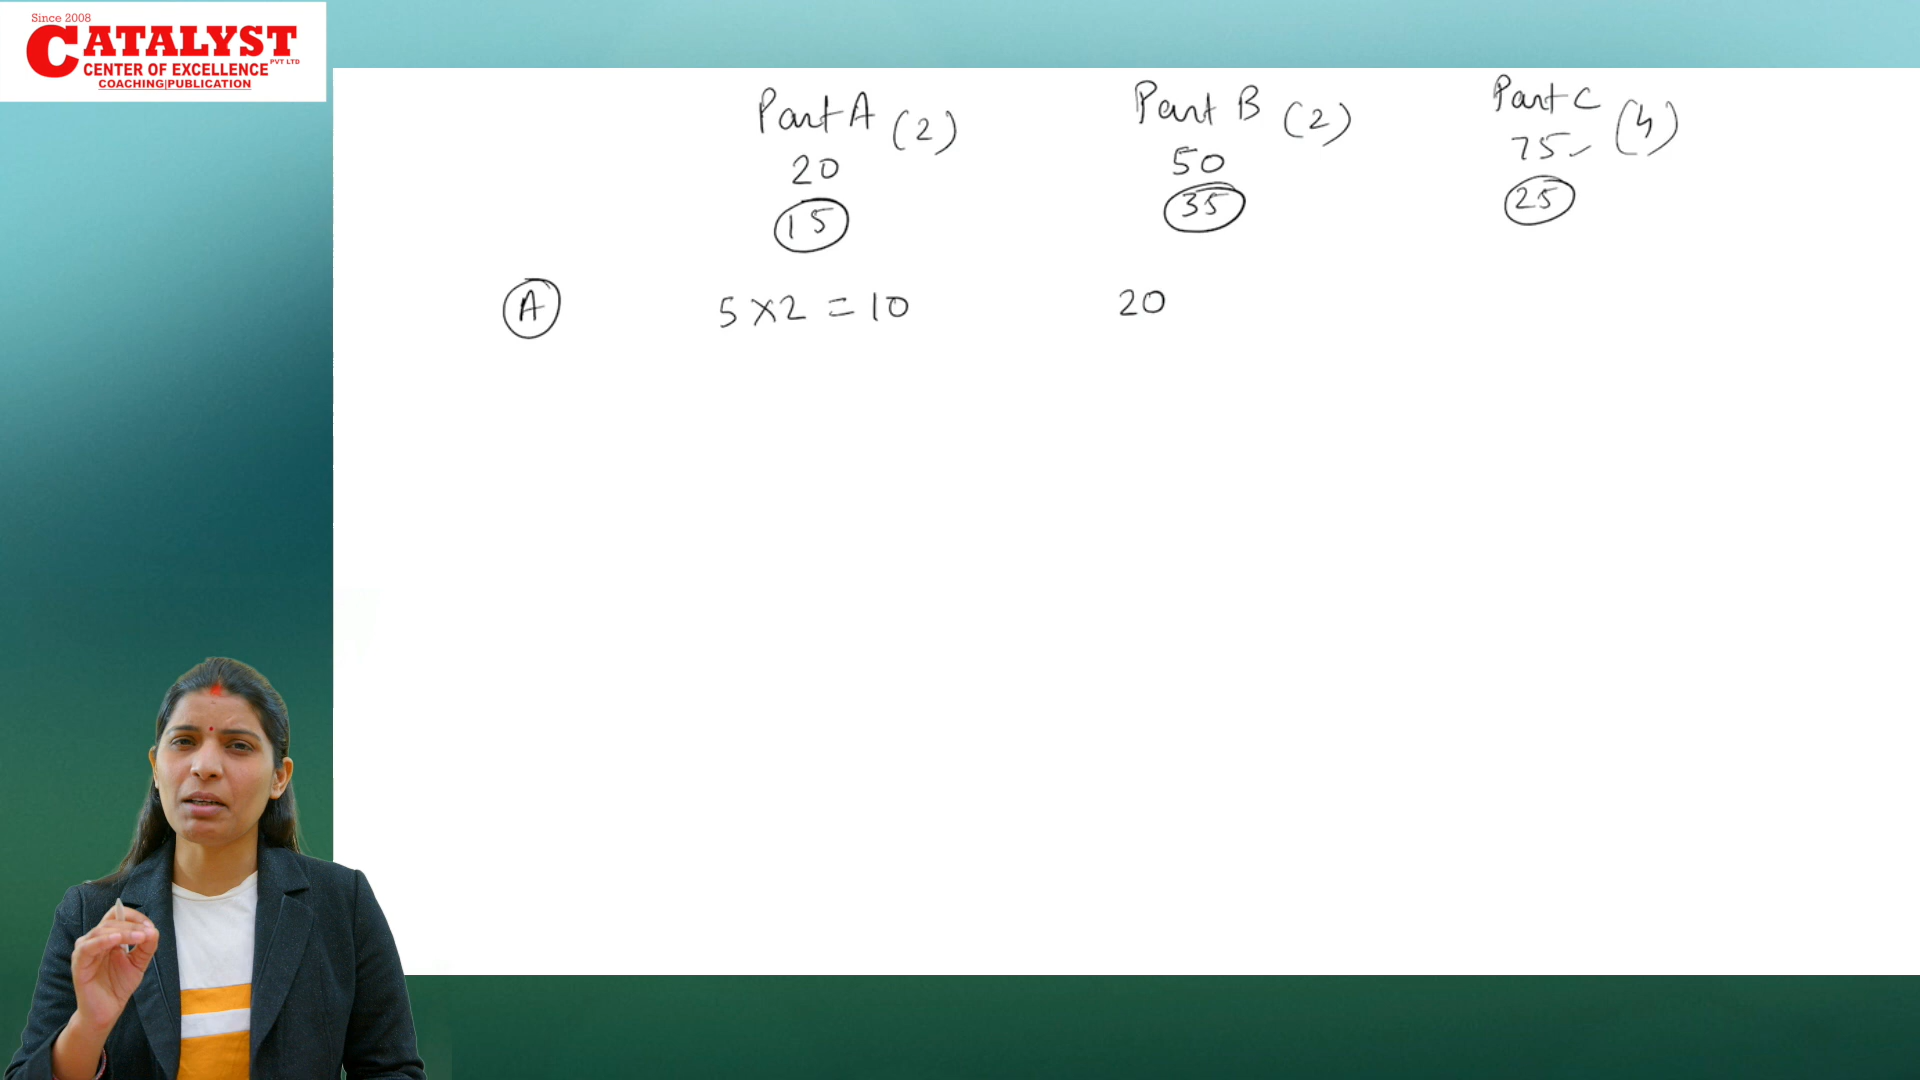 Since 2008
CATALYST
CENTER OF EXCELLENCE PVT LTD
COACHING|PUBLICATION
Part A (2)
20
15
Part B (2)
50
35
Part C (4)
75
25
A 5 × 2 = 10 20